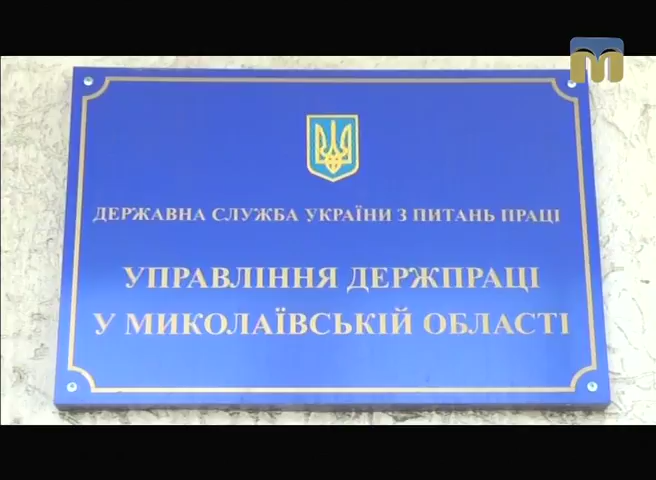 ДЕРЖАВНА СЛУЖБА УКРАЇНИ З ПИТАНЬ ПРАЦІ
УПРАВЛІННЯ ДЕРЖПРАЦІ
У МИКОЛАЇВСЬКІЙ ОБЛАСТІ